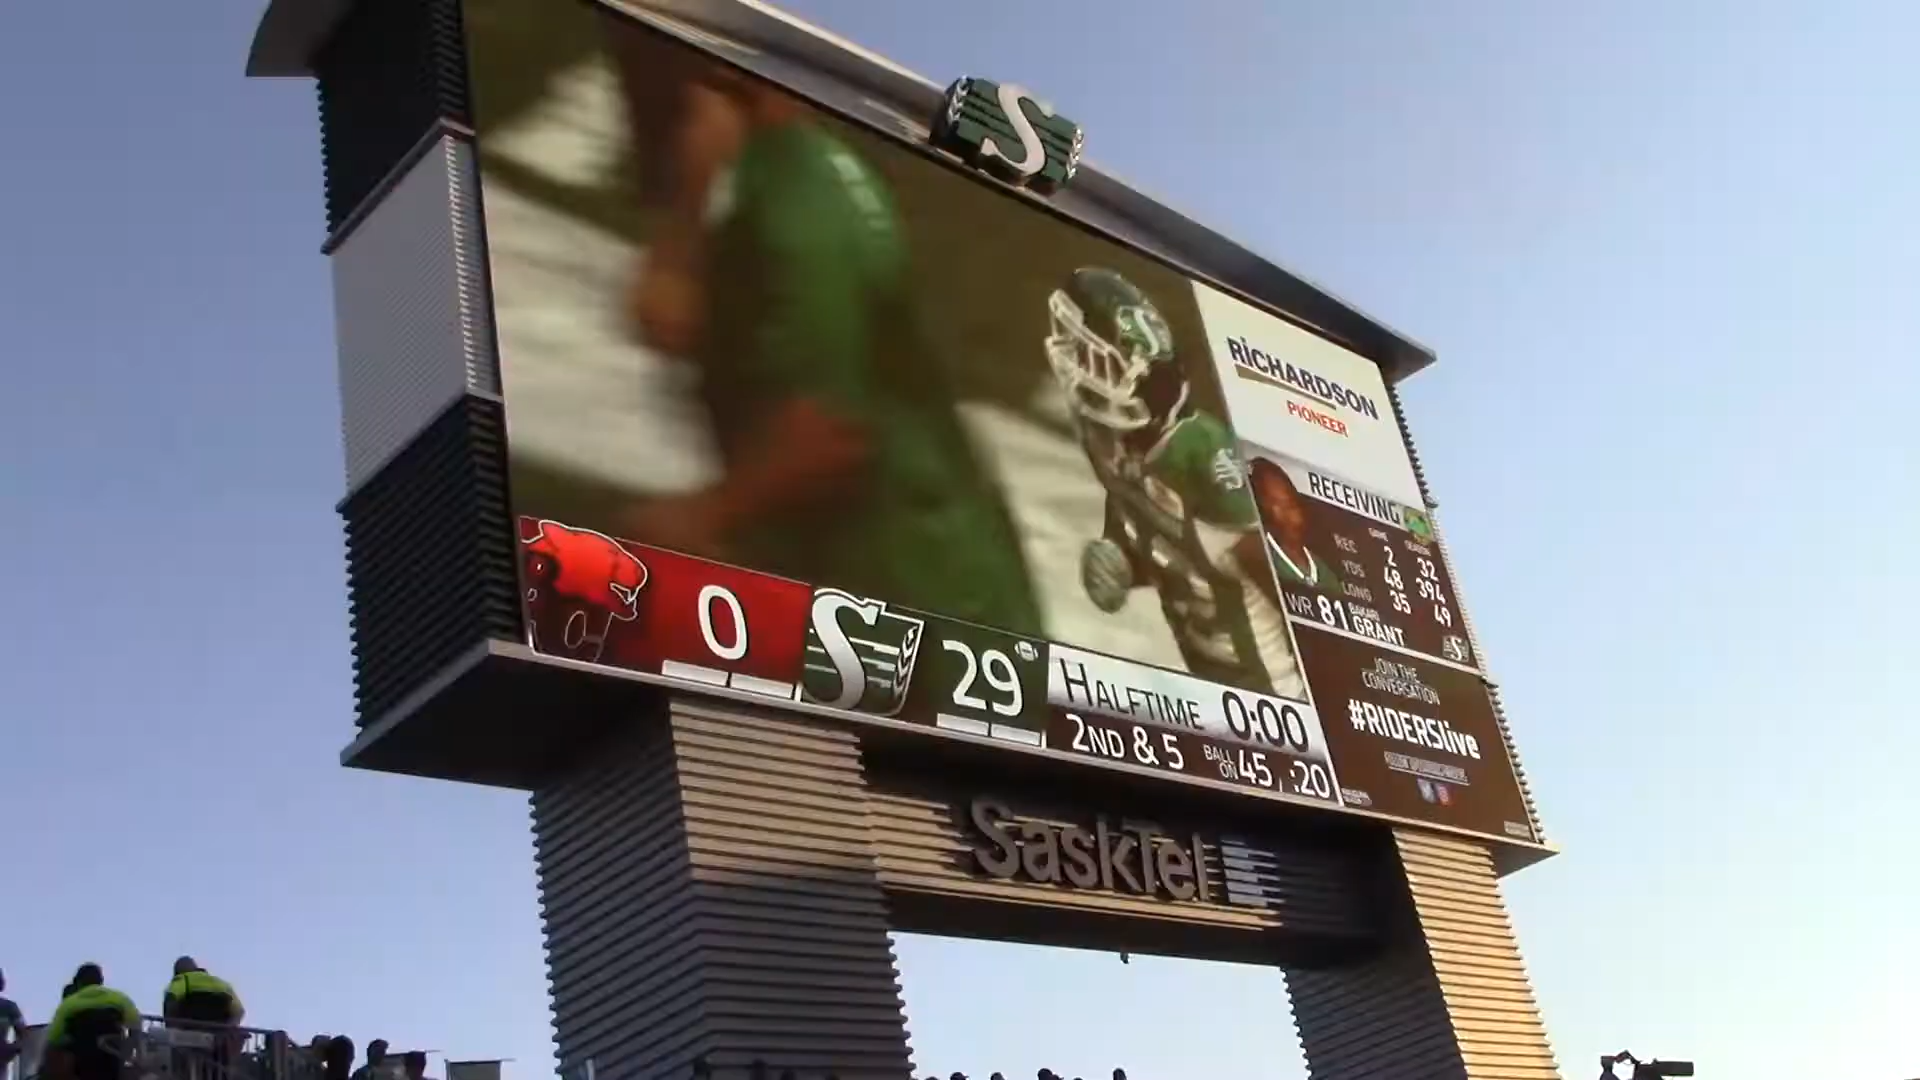 S
RiCHARDSON
PIONEER
RECEIVING
GAME SEASON
REC 2 32
YDS 48 394
LONG 35 49
WR 81 BAKARI GRANT
0 S 29 HALFTIME 0:00
2ND & 5 BALL ON 45 :20
JOIN THE
CONVERSATION
#RIDERSlive
SaskTel